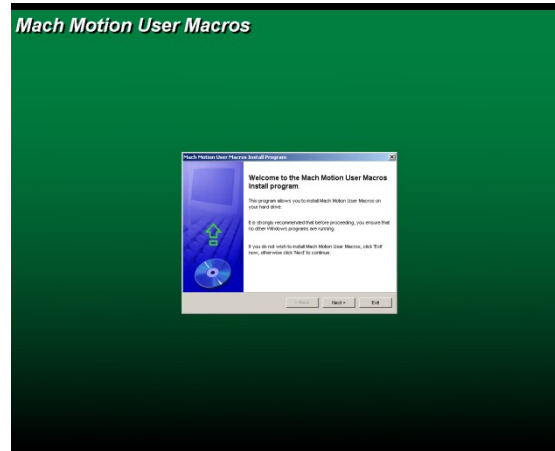 Mach Motion User Macros
Mach Motion User Macros Install Program
Welcome to the Mach Motion User Macros
Install program
This program allows you to install Mach Motion User Macros on
your hard drive.
It is strongly recommended that before proceeding, you ensure that
no other Windows programs are running.
If you do not wish to install Mach Motion User Macros, click 'Exit'
now, otherwise click 'Next' to continue.
< Back
Next >
Exit